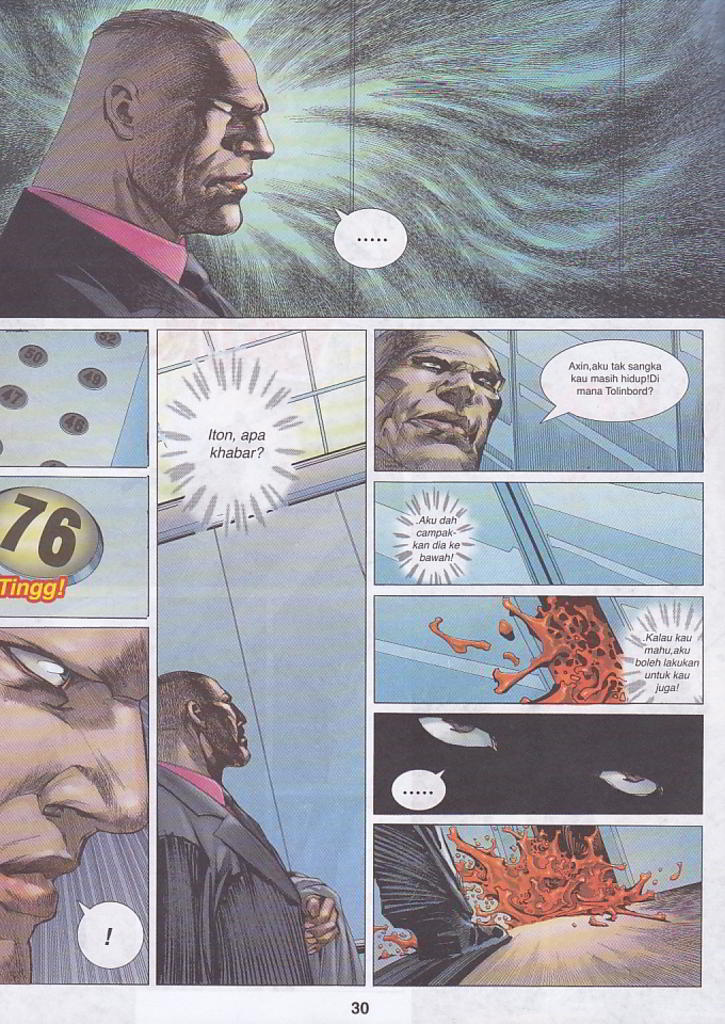 .....
52
50
49
47
46
76
Tingg!
!
Iton, apa
khabar?
Axin,aku tak sangka
kau masih hidup!Di
mana Tolinbord?
.Aku dah
campak-
kan dia ke
bawah!
.Kalau kau
mahu,aku
boleh lakukan
untuk kau
juga!
.....
30